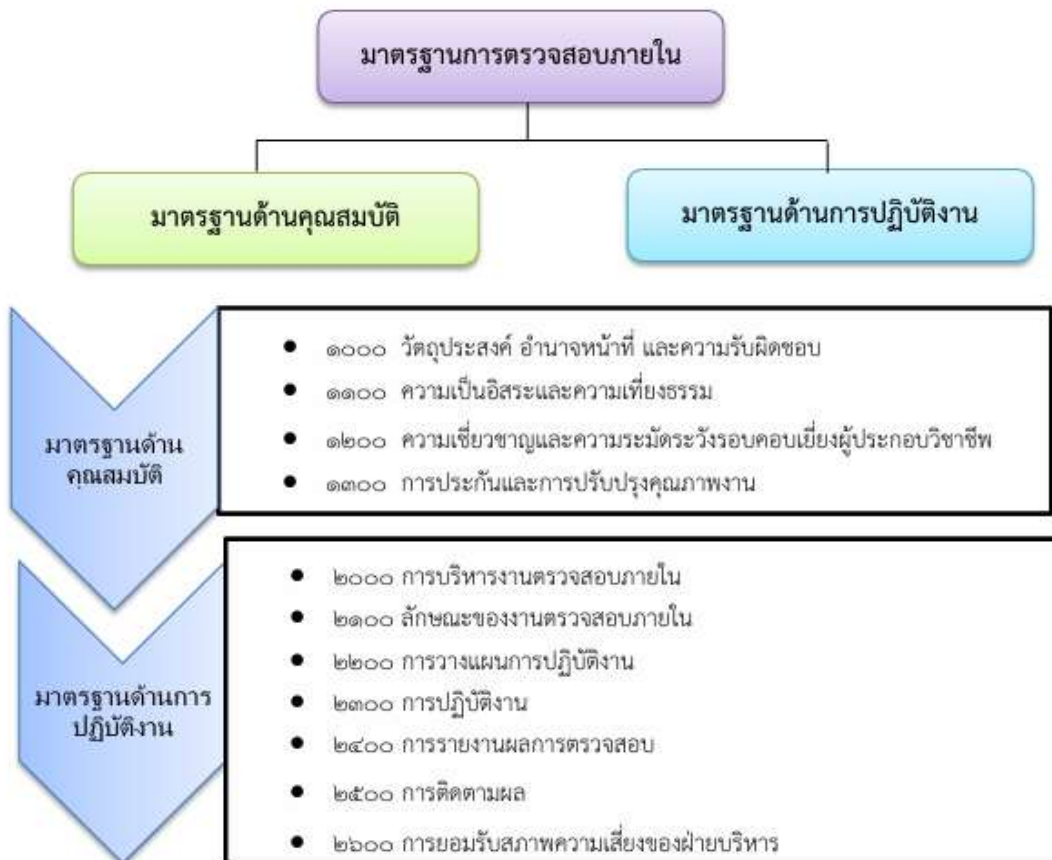 มาตรฐานการตรวจสอบภายใน
มาตรฐานด้านคุณสมบัติ
มาตรฐานด้านการปฏิบัติงาน
มาตรฐานด้าน
คุณสมบัติ
● ๑๐๐๐ วัตถุประสงค์ อำนาจหน้าที่ และความรับผิดชอบ
● ๑๑๐๐ ความเป็นอิสระและความเที่ยงธรรม
● ๑๒๐๐ ความเชี่ยวชาญและความระมัดระวังรอบคอบเยี่ยงผู้ประกอบวิชาชีพ
● ๑๓๐๐ การประกันและการปรับปรุงคุณภาพงาน
มาตรฐานด้านการ
ปฏิบัติงาน
● ๒๐๐๐ การบริหารงานตรวจสอบภายใน
● ๒๑๐๐ ลักษณะของงานตรวจสอบภายใน
● ๒๒๐๐ การวางแผนการปฏิบัติงาน
● ๒๓๐๐ การปฏิบัติงาน
● ๒๔๐๐ การรายงานผลการตรวจสอบ
● ๒๕๐๐ การติดตามผล
● ๒๖๐๐ การยอมรับสภาพความเสี่ยงของฝ่ายบริหาร